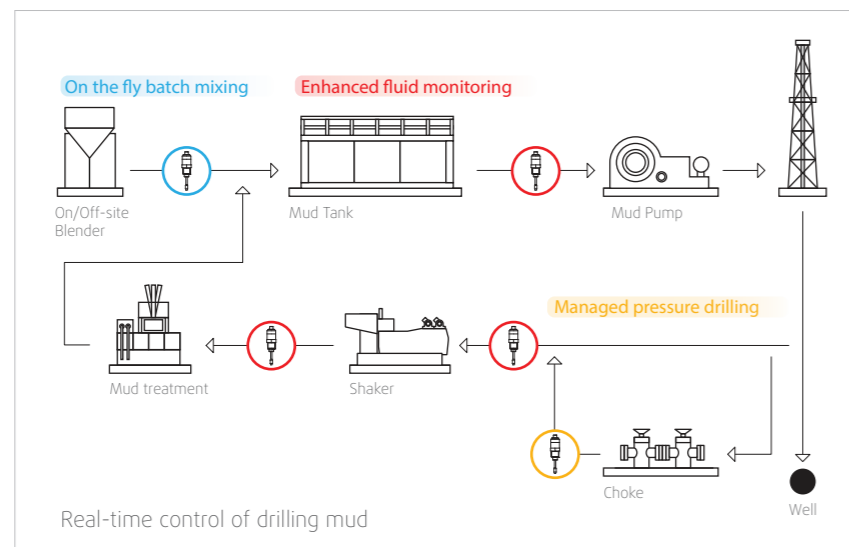 On the fly batch mixing
Enhanced fluid monitoring
On/Off-site
Blender
Mud Tank
Mud Pump
Managed pressure drilling
Mud treatment
Shaker
Choke
Well
Real-time control of drilling mud